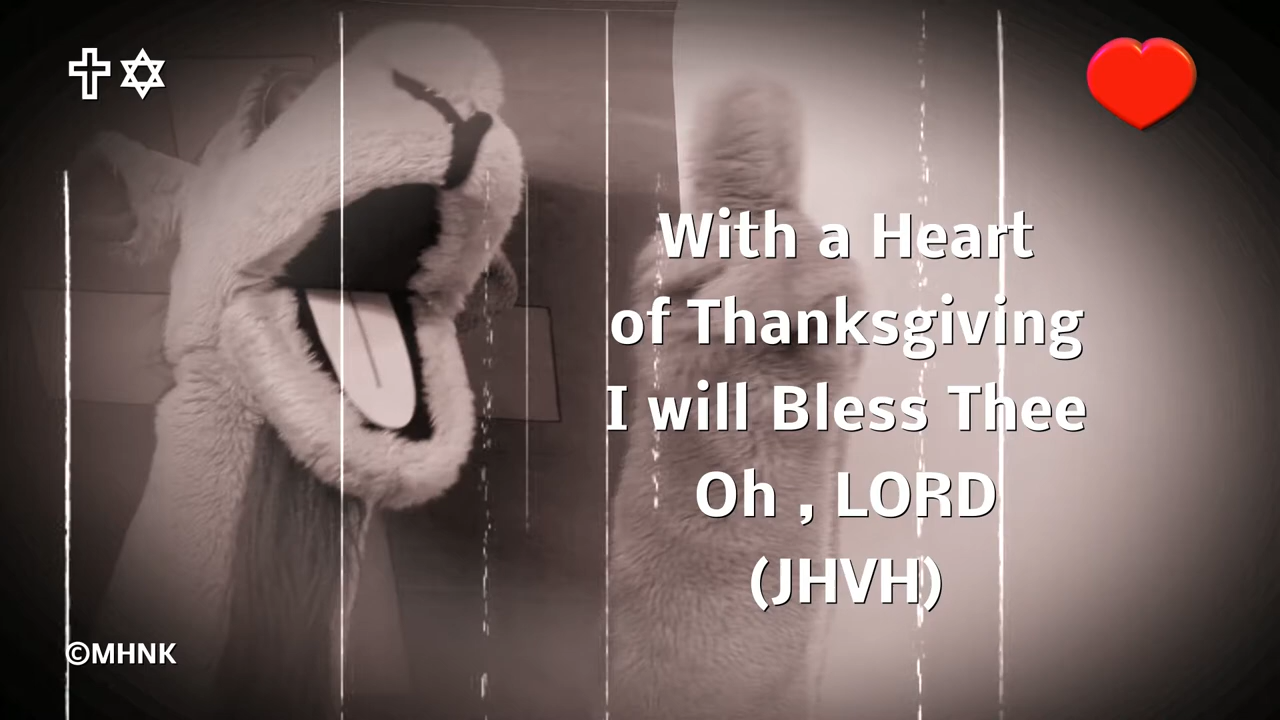 With a Heart
of Thanksgiving
I will Bless Thee
Oh , LORD
(JHVH)
©MHNK